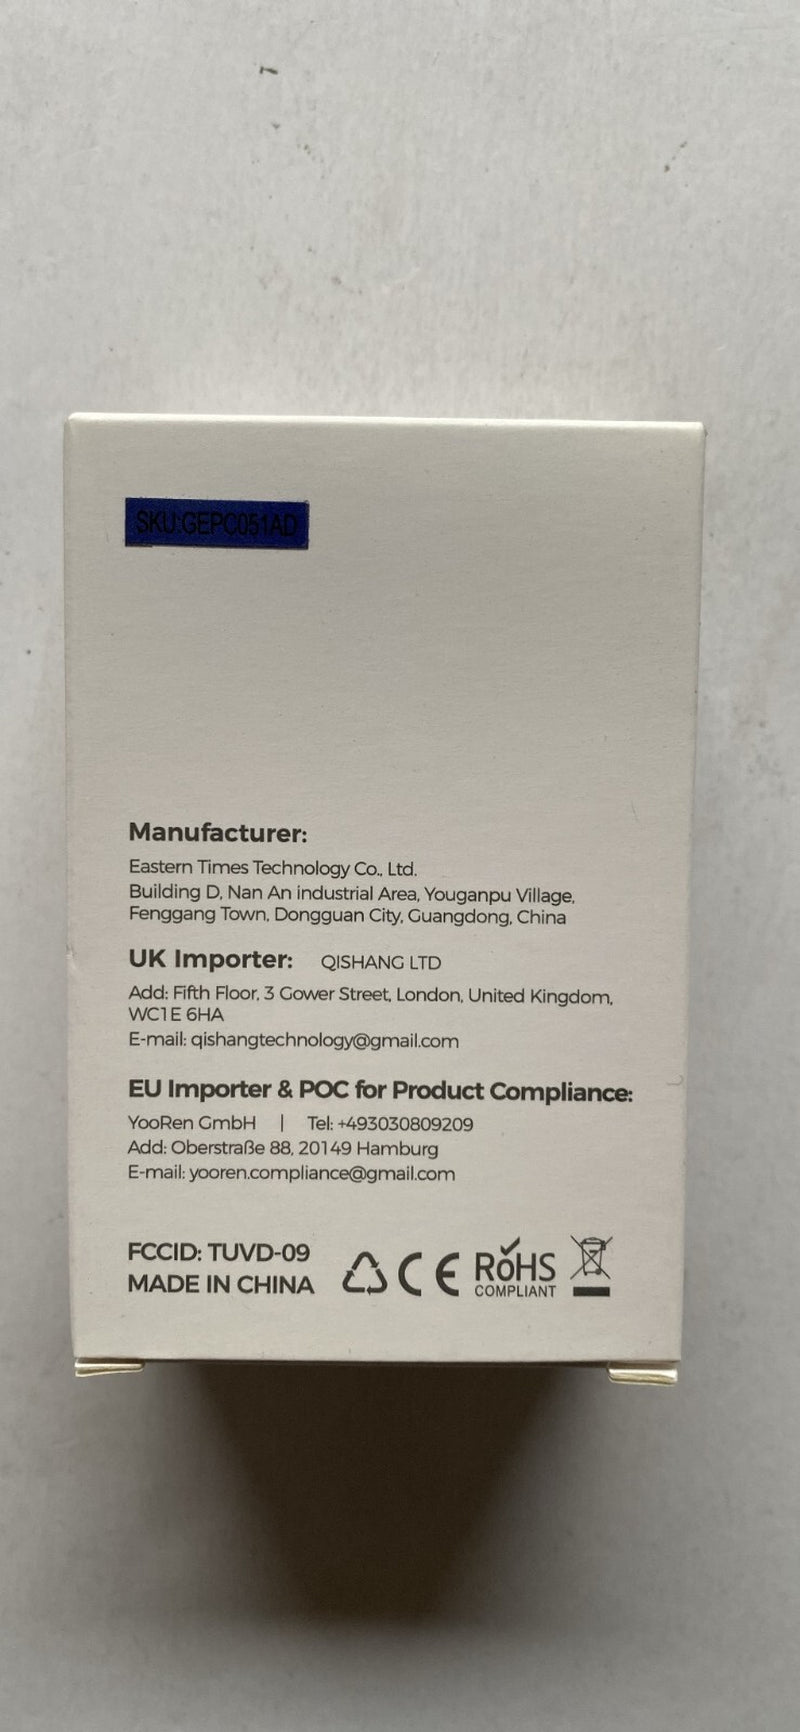 SKU:GEPC051AD
Manufacturer:
Eastern Times Technology Co., Ltd.
Building D, Nan An industrial Area, Youganpu Village,
Fenggang Town, Dongguan City, Guangdong, China
UK Importer: QISHANG LTD
Add: Fifth Floor, 3 Gower Street, London, United Kingdom,
WC1E 6HA
E-mail: qishangtechnology@gmail.com
EU Importer & POC for Product Compliance:
YooRen GmbH | Tel: +493030809209
Add: Oberstraße 88, 20149 Hamburg
E-mail: yooren.compliance@gmail.com
FCCID: TUVD-09
MADE IN CHINA CE RoHS
COMPLIANT